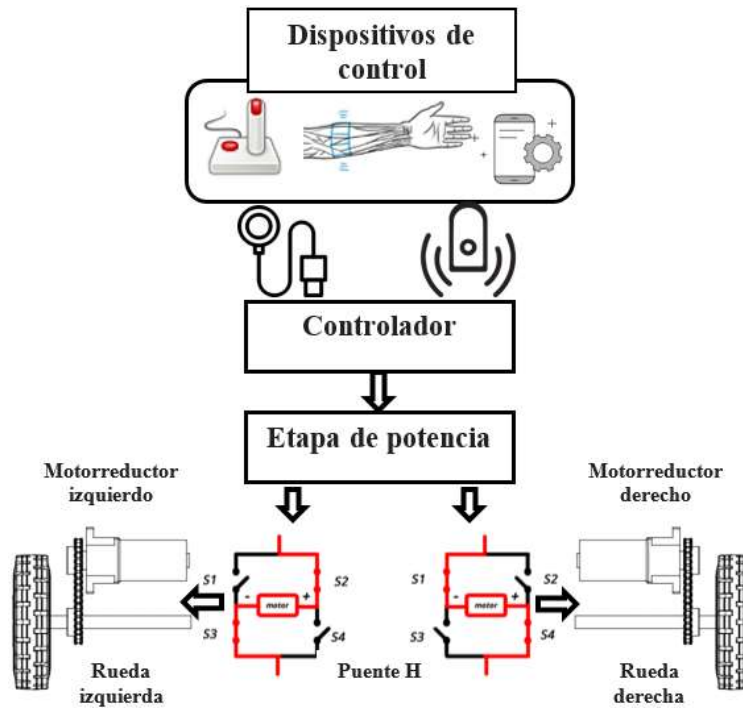 Dispositivos de
control
Controlador
Etapa de potencia
Motorreductor
izquierdo
Motorreductor
derecho
S1
S2
- motor +
S3
S4
S1
S2
- motor +
S3
S4
Rueda
izquierda
Puente H
Rueda
derecha